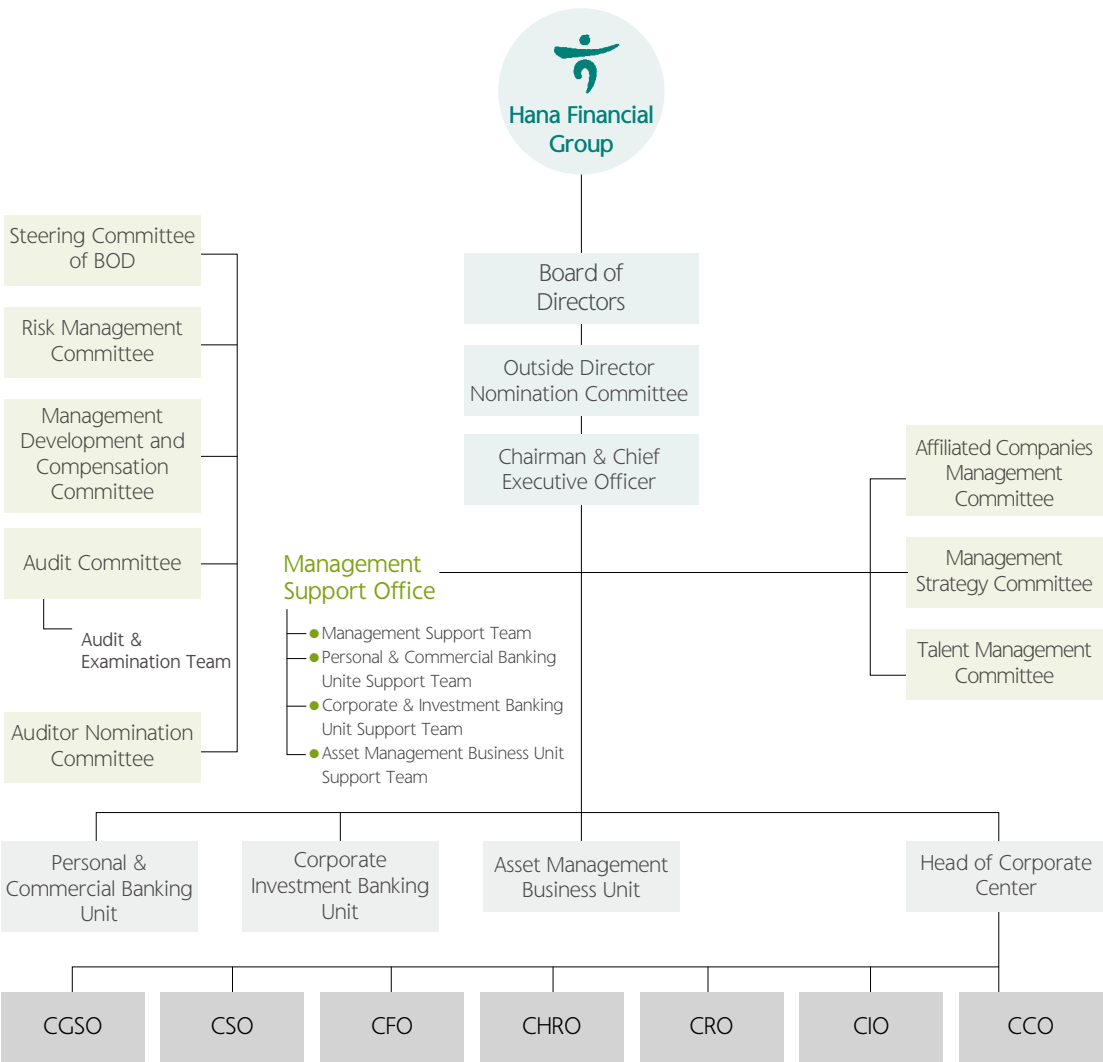 Hana Financial
Group
Steering Committee
of BOD
Risk Management
Committee
Management
Development and
Compensation
Committee
Audit Committee
Audit &
Examination Team
Auditor Nomination
Committee
Board of
Directors
Outside Director
Nomination Committee
Chairman & Chief
Executive Officer
Management
Support Office
Management Support Team
Personal & Commercial Banking
Unite Support Team
Corporate & Investment Banking
Unit Support Team
Asset Management Business Unit
Support Team
Affiliated Companies
Management
Committee
Management
Strategy Committee
Talent Management
Committee
Personal &
Commercial Banking
Unit
Corporate
Investment Banking
Unit
Asset Management
Business Unit
Head of Corporate
Center
CGSO
CSO
CFO
CHRO
CRO
CIO
CCO